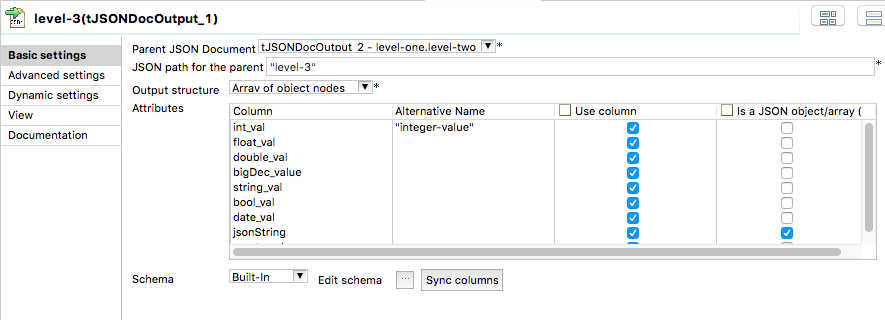 level-3(tJSONDocOutput_1)
Basic settings
Advanced settings
Dynamic settings
View
Documentation
Parent JSON Document tJSONDocOutput_2 - level-one.level-two *
JSON path for the parent "level-3" *
Output structure Array of object nodes *
Attributes
Column Alternative Name Use column Is a JSON object/array (
int_val "integer-value"
float_val
double_val
bigDec_value
string_val
bool_val
date_val
jsonString
Schema Built-In Edit schema ... Sync columns